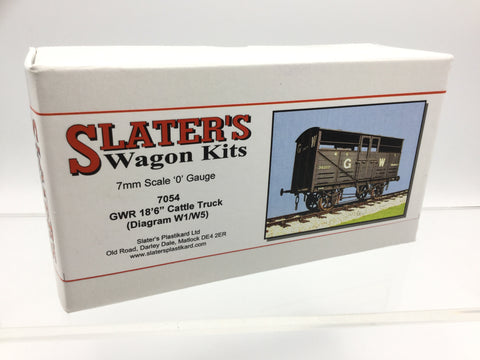 SLATER'S
Wagon Kits
7mm Scale '0' Gauge
7054
GWR 18'6" Cattle Truck
(Diagram W1/W5)
Slater's Plastikard Ltd
Old Road, Darley Dale, Matlock DE4 2ER
www.slatersplastikard.com
W
G W